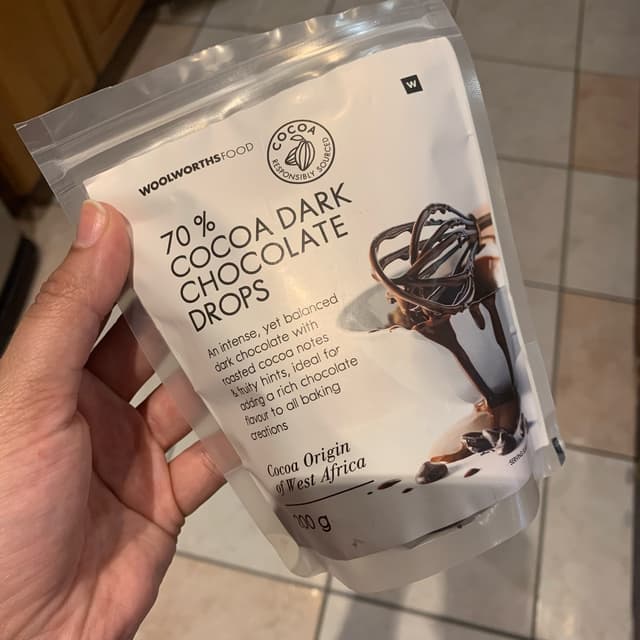 W
WOOLWORTHSFOOD
COCOA
RESPONSIBLY SOURCED
70 %
COCOA DARK
CHOCOLATE
DROPS
An intense, yet balanced
dark chocolate with
roasted cocoa notes
& fruity hints, ideal for
adding a rich chocolate
flavour to all baking
creations
Cocoa Origin
of West Africa
200 g